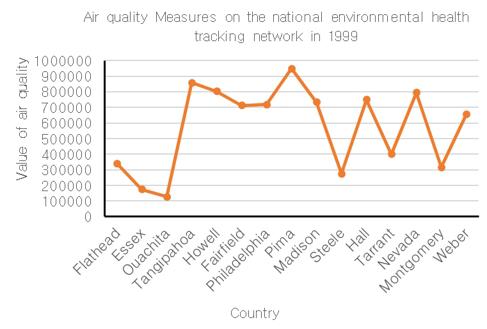 Air quality Measures on the national environmental health
tracking network in 1999
Value of air quality
1000000
900000
800000
700000
600000
500000
400000
300000
200000
100000
0
Flathead
Essex
Ouachita
Tangipahoa
Howell
Fairfield
Philadelphia
Pima
Madison
Steele
Hall
Tarrant
Nevada
Montgomery
Weber
Country